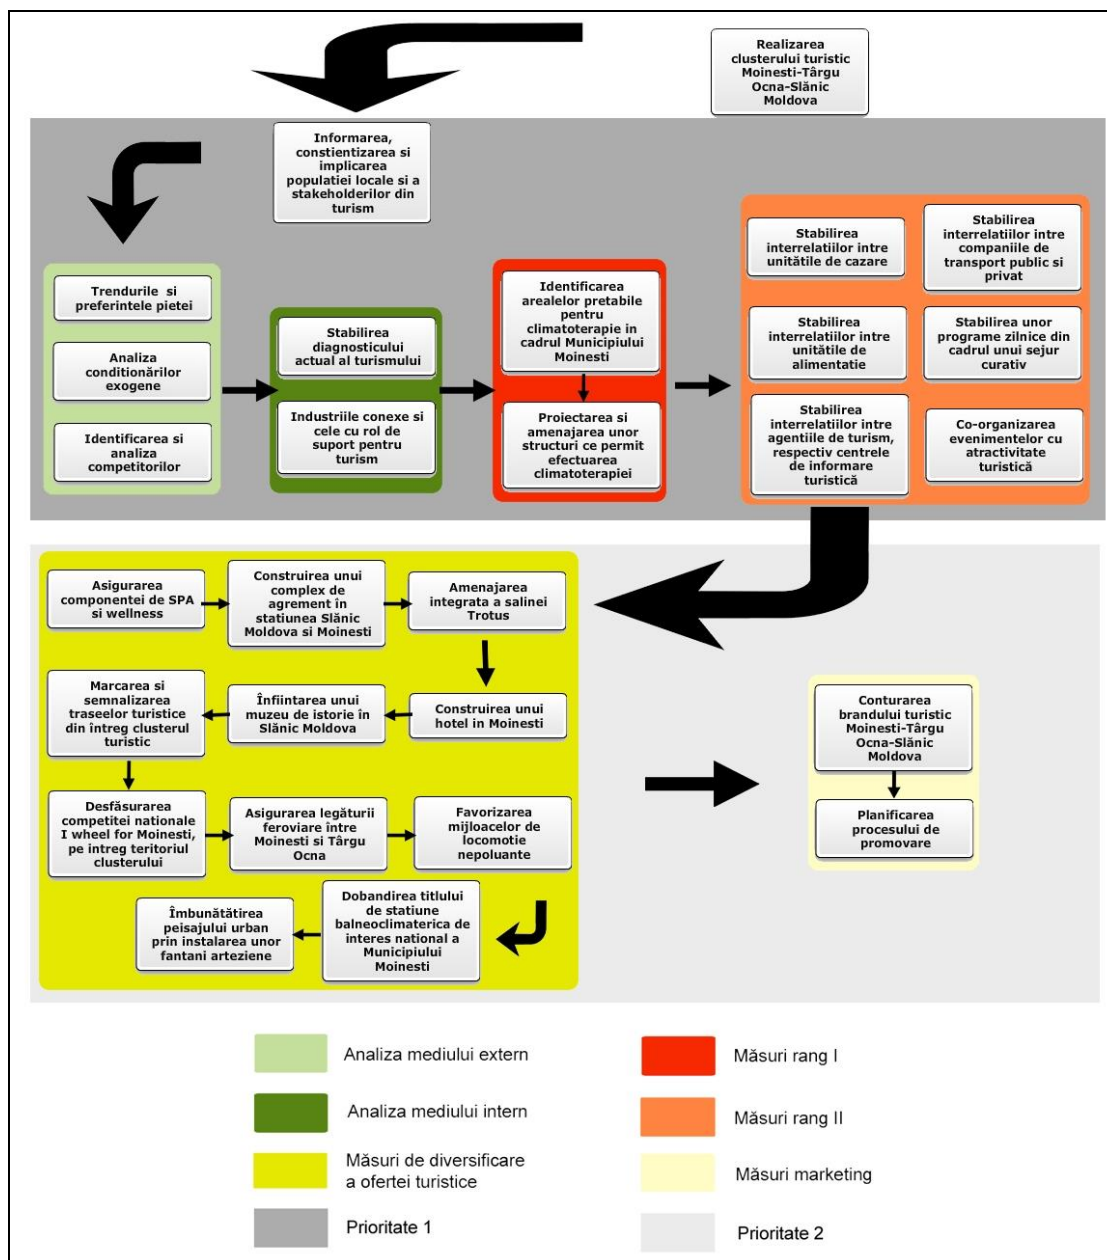 Realizarea
clusterului turistic
Moinesti-Târgu
Ocna-Slănic
Moldova
Informarea,
constientizarea si
implicarea
populatiei locale si a
stakeholderilor din
turism
Trendurile si
preferintele pietei
Analiza
conditionărilor
exogene
Identificarea si
analiza
competitorilor
Stabilirea
diagnosticului
actual al turismului
Industriile conexe si
cele cu rol de
suport pentru
turism
Identificarea
arealelor pretabile
pentru
climatoterapie in
cadrul Municipiului
Moinesti
Proiectarea si
amenajarea unor
structuri ce permit
efectuarea
climatoterapiei
Stabilirea
interrelatiilor intre
unitătile de cazare
Stabilirea
interrelatiilor intre
companiile de
transport public si
privat
Stabilirea
interrelatiilor intre
unitătile de
alimentatie
Stabilirea unor
programe zilnice din
cadrul unui sejur
curativ
Stabilirea
interrelatiilor intre
agentiile de turism,
respectiv centrele
de informare
turistică
Co-organizarea
evenimentelor cu
atractivitate
turistică
Asigurarea
componentei de SPA
si wellness
Construirea unui
complex de
agrement în
statiunea Slănic
Moldova si Moinesti
Amenajarea
integrata a salinei
Trotus
Construirea unui
hotel in Moinesti
Înfiintarea unui
muzeu de istorie în
Slănic Moldova
Marcarea si
semnalizarea
traseelor turistice
din întreg clusterul
turistic
Desfăsurarea
competitei nationale
I wheel for Moinesti,
pe intreg teritoriul
clusterului
Asigurarea legăturii
feroviare între
Moinesti si Târgu
Ocna
Favorizarea
mijloacelor de
locomotie
nepoluante
Dobandirea titlului
de statiune
balneoclimaterica de
interes national a
Municipiului
Moinesti
Îmbunătătirea
peisajului urban
prin instalarea unor
fantani arteziene
Conturarea
brandului turistic
Moinesti-Târgu
Ocna-Slănic
Moldova
Planificarea
procesului de
promovare
Analiza mediului extern
Măsuri rang I
Analiza mediului intern
Măsuri rang II
Măsuri de diversificare
a ofertei turistice
Măsuri marketing
Prioritate 1
Prioritate 2